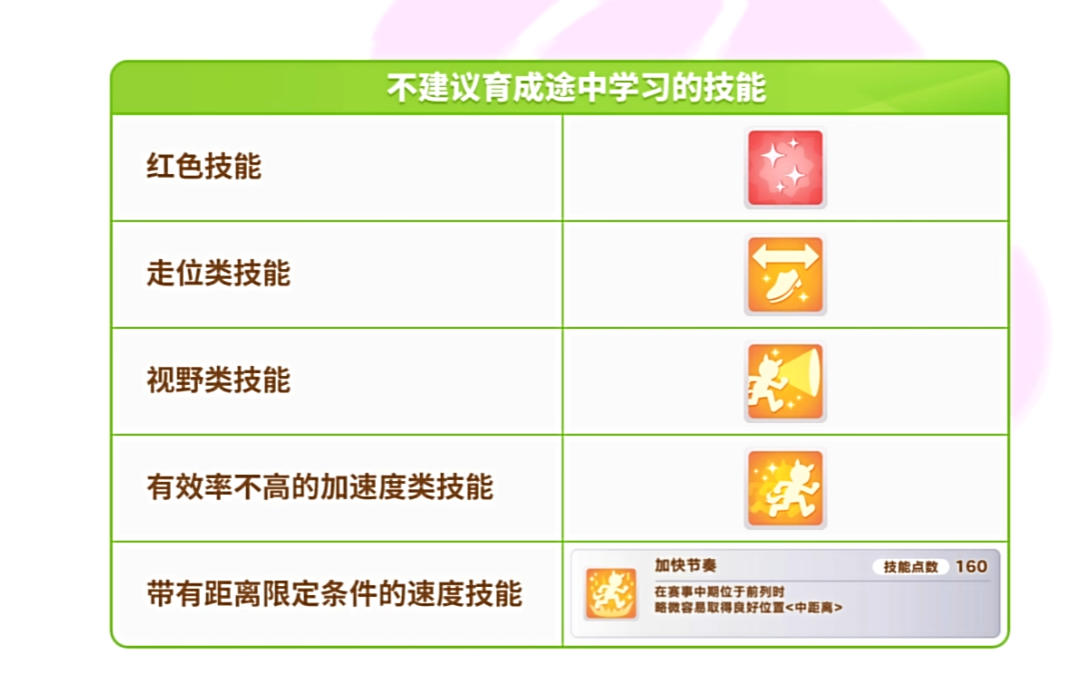 不建议育成途中学习的技能
红色技能
走位类技能
视野类技能
有效率不高的加速度类技能
带有距离限定条件的速度技能
加快节奏
技能点数 160
在赛事中期位于前列时
略微容易取得良好位置<中距离>